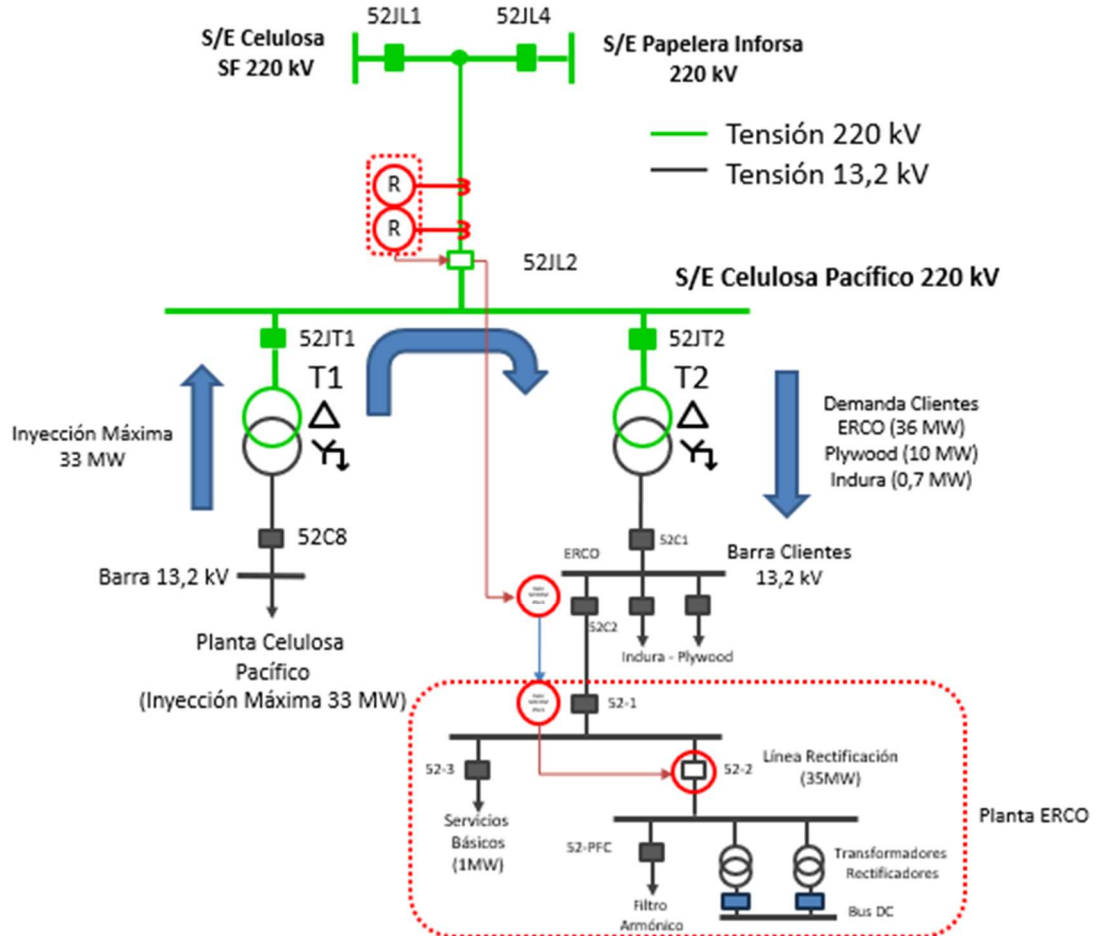 52JL1
52JL4
S/E Celulosa
SF 220 kV
S/E Papelera Inforsa
220 kV
Tensión 220 kV
Tensión 13,2 kV
R
R
52JL2
S/E Celulosa Pacífico 220 kV
52JT1
52JT2
T1
T2
Inyección Máxima
33 MW
Demanda Clientes
ERCO (36 MW)
Plywood (10 MW)
Indura (0,7 MW)
52C8
52C1
Barra 13,2 kV
ERCO
Barra Clientes
13,2 kV
52C2
Planta Celulosa
Pacífico
(Inyección Máxima 33 MW)
Indura - Plywood
52-1
52-3
52-2
Línea Rectificación
(35MW)
Servicios
Básicos
(1MW)
Planta ERCO
52-PFC
Transformadores
Rectificadores
Filtro
Armónico
Bus DC